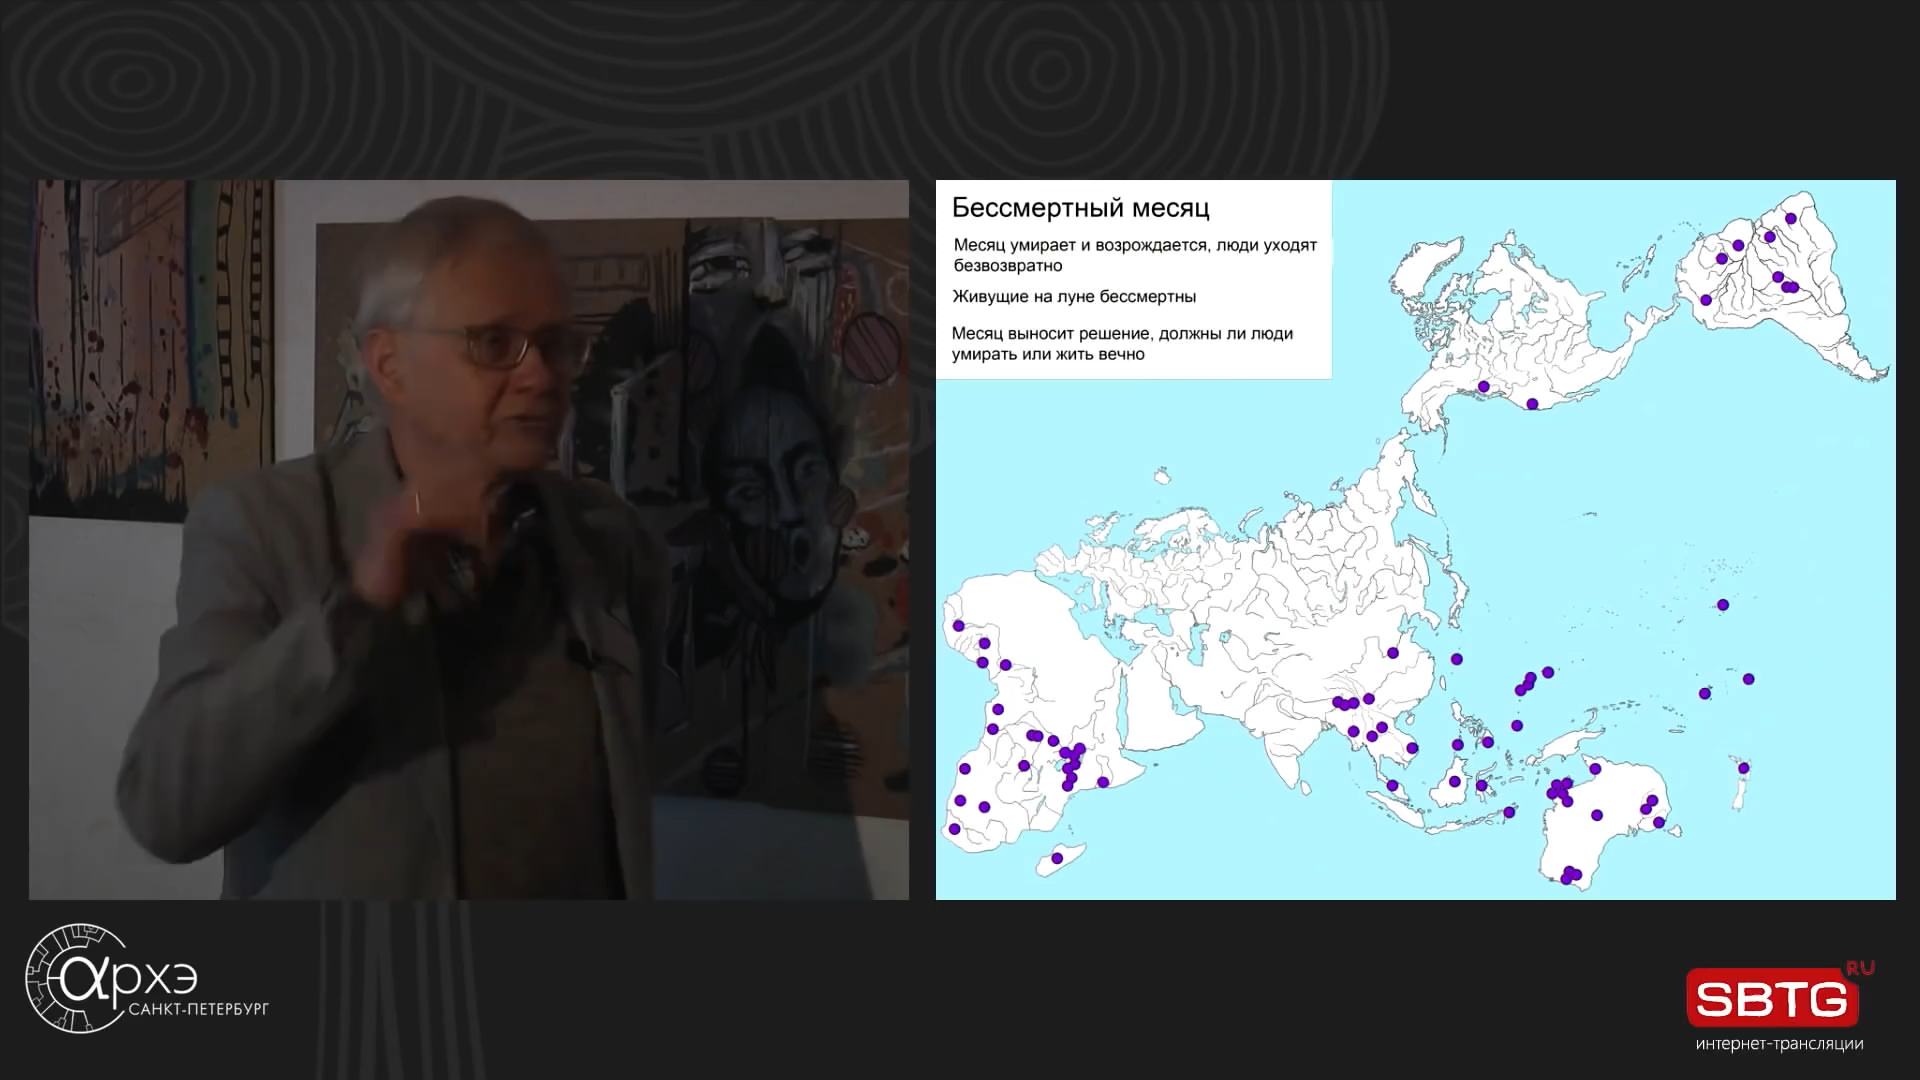 Бессмертный месяц
Месяц умирает и возрождается, люди уходят
безвозвратно
Живущие на луне бессмертны
Месяц выносит решение, должны ли люди
умирать или жить вечно
αрхэ
САНКТ-ПЕТЕРБУРГ
RU
SBTG
интернет-трансляции